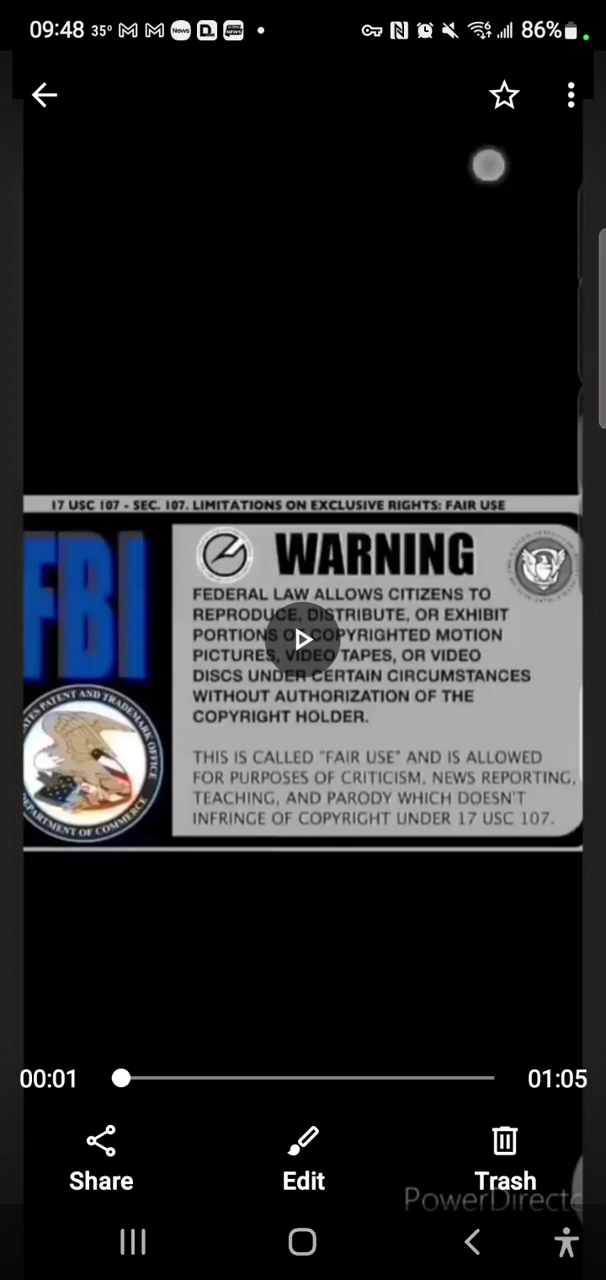 09:48 35°
News
D
NEWS
86%
17 USC 107 - SEC. 107. LIMITATIONS ON EXCLUSIVE RIGHTS: FAIR USE
FBI
WARNING
FEDERAL LAW ALLOWS CITIZENS TO
REPRODUCE, DISTRIBUTE, OR EXHIBIT
PORTIONS OF COPYRIGHTED MOTION
PICTURES, VIDEO TAPES, OR VIDEO
DISCS UNDER CERTAIN CIRCUMSTANCES
WITHOUT AUTHORIZATION OF THE
COPYRIGHT HOLDER.
THIS IS CALLED "FAIR USE" AND IS ALLOWED
FOR PURPOSES OF CRITICISM, NEWS REPORTING,
TEACHING, AND PARODY WHICH DOESN'T
INFRINGE OF COPYRIGHT UNDER 17 USC 107.
TES PATENT AND TRADEMARK OFFICE
DEPARTMENT OF COMMERCE
00:01
01:05
Share
Edit
Trash
PowerDirect